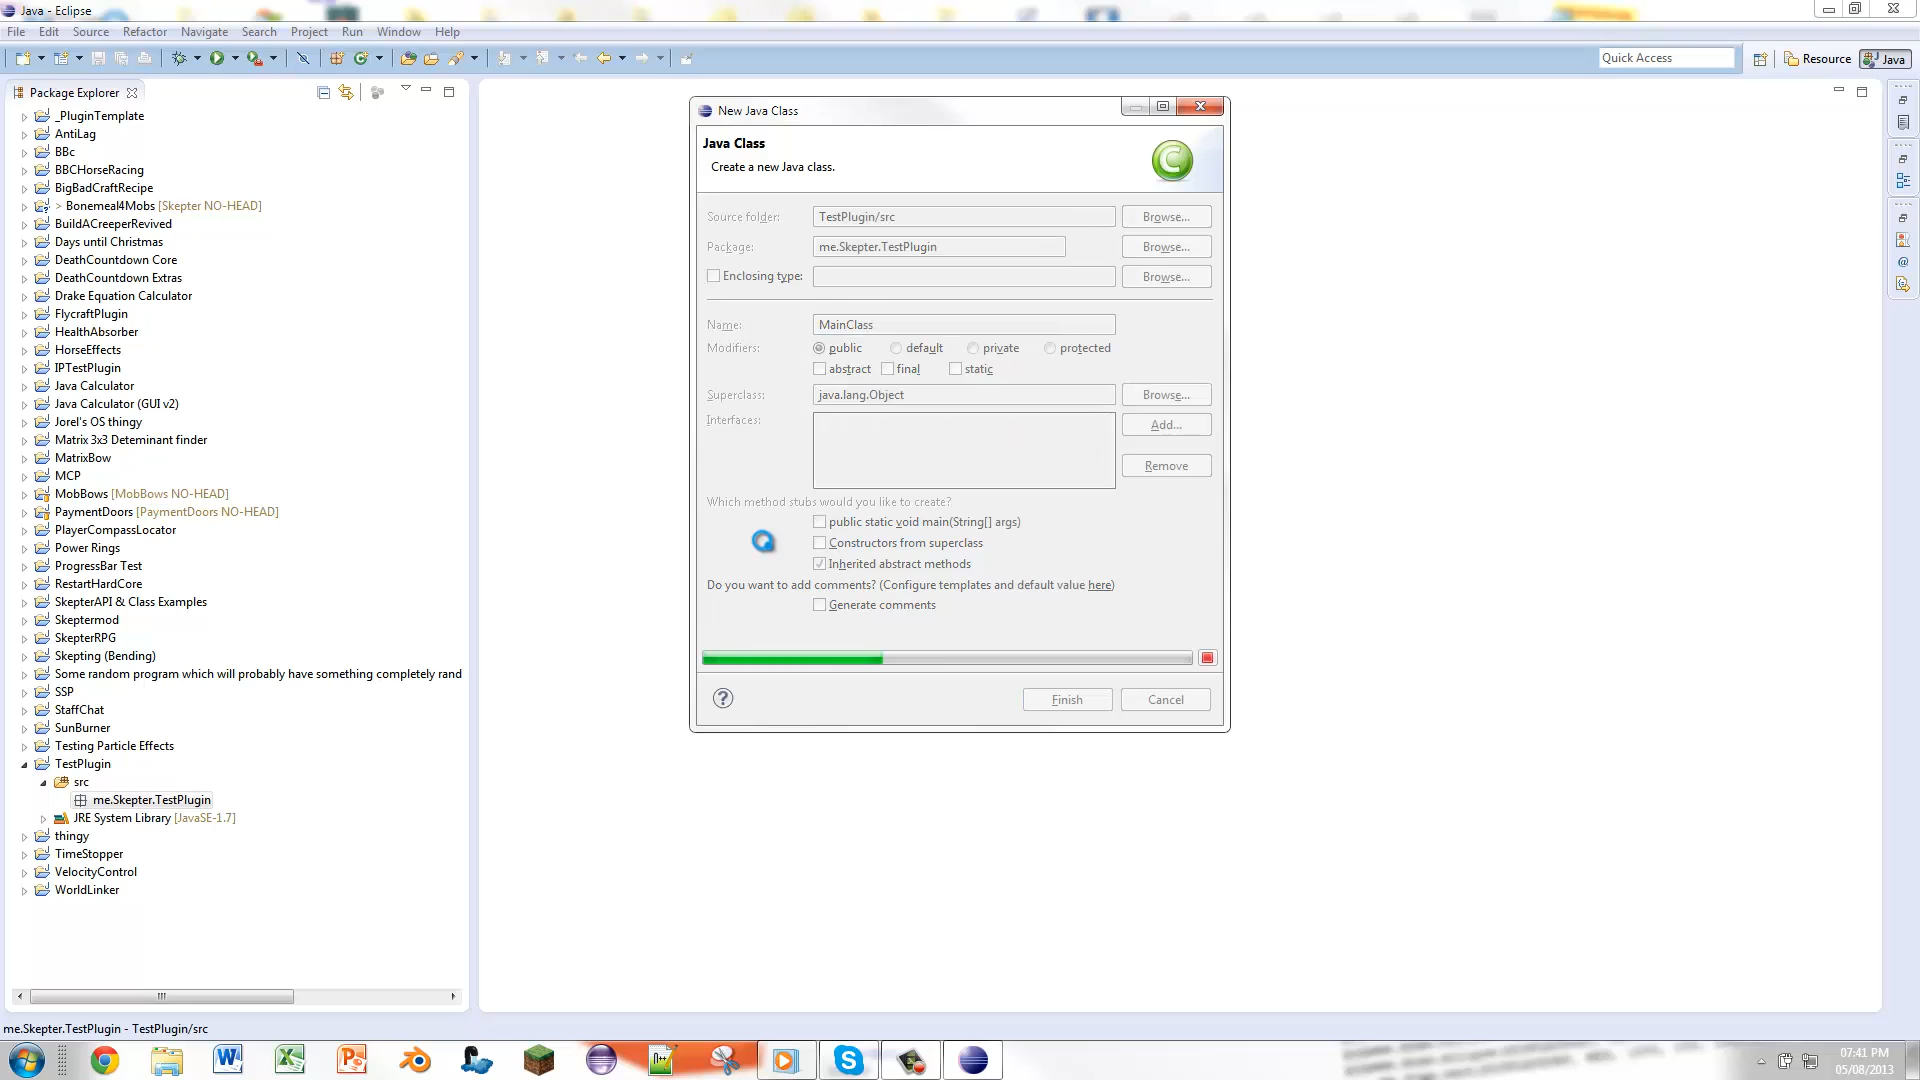 Java - Eclipse
File Edit Source Refactor Navigate Search Project Run Window Help
Quick Access
Resource
Java
Package Explorer
_PluginTemplate
AntiLag
BBc
BBCHorseRacing
BigBadCraftRecipe
> Bonemeal4Mobs [Skepter NO-HEAD]
BuildACreeperRevived
Days until Christmas
DeathCountdown Core
DeathCountdown Extras
Drake Equation Calculator
FlycraftPlugin
HealthAbsorber
HorseEffects
IPTestPlugin
Java Calculator
Java Calculator (GUI v2)
Jorel's OS thingy
Matrix 3x3 Deteminant finder
MatrixBow
MCP
MobBows [MobBows NO-HEAD]
PaymentDoors [PaymentDoors NO-HEAD]
PlayerCompassLocator
Power Rings
ProgressBar Test
RestartHardCore
SkepterAPI & Class Examples
Skeptermod
SkepterRPG
Skepting (Bending)
Some random program which will probably have something completely rand
SSP
StaffChat
SunBurner
Testing Particle Effects
TestPlugin
src
me.Skepter.TestPlugin
JRE System Library [JavaSE-1.7]
thingy
TimeStopper
VelocityControl
WorldLinker
New Java Class
Java Class
Create a new Java class.
Source folder: TestPlugin/src Browse...
Package: me.Skepter.TestPlugin Browse...
Enclosing type: Browse...
Name: MainClass
Modifiers: public default private protected
abstract final static
Superclass: java.lang.Object Browse...
Interfaces: Add...
Remove
Which method stubs would you like to create?
public static void main(String[] args)
Constructors from superclass
Inherited abstract methods
Do you want to add comments? (Configure templates and default value here)
Generate comments
Finish Cancel
me.Skepter.TestPlugin - TestPlugin/src
07:41 PM
05/08/2013